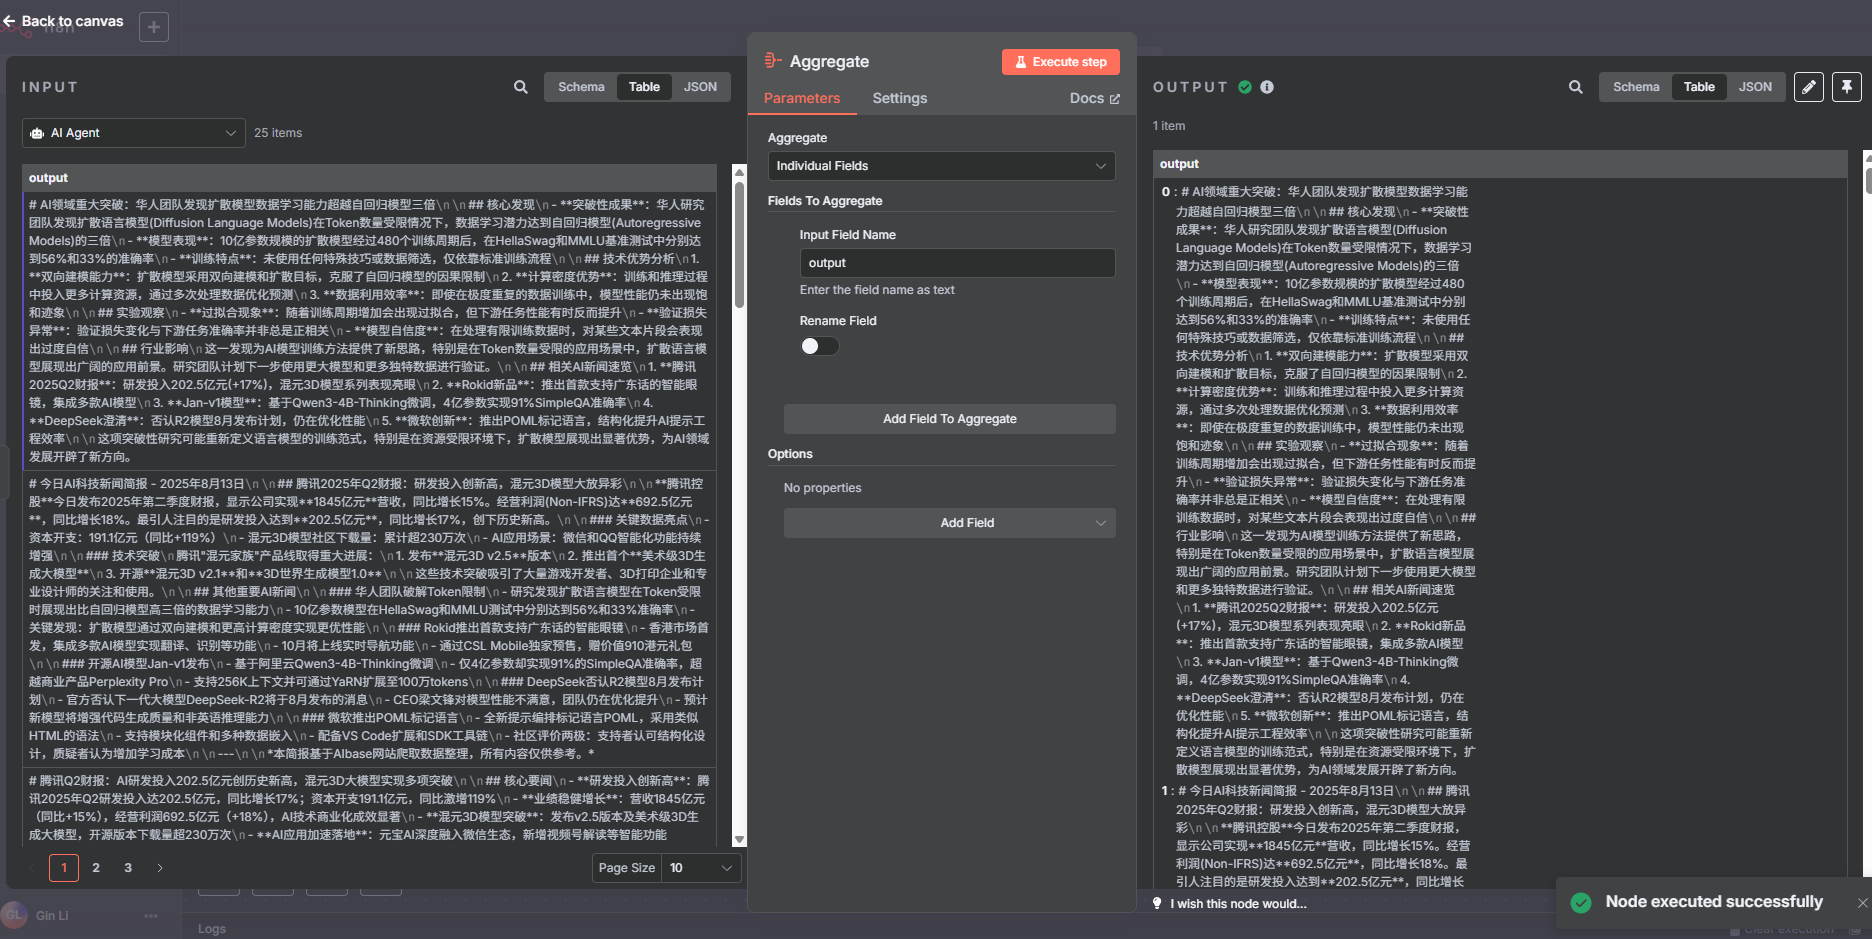 Back to canvas
n8n
INPUT
Schema
Table
JSON
AI Agent
25 items
output
# AI领域重大突破：华人团队发现扩散模型数据学习能力超越自回归模型三倍\n\n## 核心发现\n- **突破性成果**：华人研究
团队发现扩散语言模型(Diffusion Language Models)在Token数量受限情况下，数据学习潜力达到自回归模型(Autoregressive
Models)的三倍\n- **模型表现**：10亿参数规模的扩散模型经过480个训练周期后，在HellaSwag和MMLU基准测试中分别达
到56%和33%的准确率\n- **训练特点**：未使用任何特殊技巧或数据筛选，仅依靠标准训练流程\n\n## 技术优势分析\n1.
**双向建模能力**：扩散模型采用双向建模和扩散目标，克服了自回归模型的因果限制\n2. **计算密度优势**：训练和推理过程
中投入更多计算资源，通过多次处理数据优化预测\n3. **数据利用效率**：即使在极度重复的数据训练中，模型性能仍未出现饱
和迹象\n\n## 实验观察\n- **过拟合现象**：随着训练周期增加会出现过拟合，但下游任务性能有时反而提升\n- **验证损失
异常**：验证损失变化与下游任务准确率并非总是正相关\n- **模型自信度**：在处理有限训练数据时，对某些文本片段会表现
出过度自信\n\n## 行业影响\n这一发现为AI模型训练方法提供了新思路，特别是在Token数量受限的应用场景中，扩散语言模
型展现出广阔的应用前景。研究团队计划下一步使用更大模型和更多独特数据进行验证。\n\n## 相关AI新闻速览\n1. **腾讯
2025Q2财报**：研发投入202.5亿元(+17%)，混元3D模型系列表现亮眼\n2. **Rokid新品**：推出首款支持广东话的智能眼
镜，集成多款AI模型\n3. **Jan-v1模型**：基于Qwen3-4B-Thinking微调，4亿参数实现91%SimpleQA准确率\n4.
**DeepSeek澄清**：否认R2模型8月发布计划，仍在优化性能\n5. **微软创新**：推出POML标记语言，结构化提升AI提示工
程效率\n\n这项突破性研究可能重新定义语言模型的训练范式，特别是在资源受限环境下，扩散模型展现出显著优势，为AI领域
发展开辟了新方向。
# 今日AI科技新闻简报 - 2025年8月13日\n\n## 腾讯2025年Q2财报：研发投入创新高，混元3D模型大放异彩\n\n**腾讯控
股**今日发布2025年第二季度财报，显示公司实现**1845亿元**营收，同比增长15%。经营利润(Non-IFRS)达**692.5亿元
**，同比增长18%。最引人注目的是研发投入达到**202.5亿元**，同比增长17%，创下历史新高。\n\n### 关键数据亮点\n-
资本开支：191.1亿元（同比+119%）\n- 混元3D模型社区下载量：累计超230万次\n- AI应用场景：微信和QQ智能化功能持续
增强\n\n### 技术突破\n腾讯"混元家族"产品线取得重大进展：\n1. 发布**混元3D v2.5**版本\n2. 推出首个**美术级3D生
成大模型**\n3. 开源**混元3D v2.1**和**3D世界生成模型1.0**\n\n这些技术突破吸引了大量游戏开发者、3D打印企业和专
业设计师的关注和使用。\n\n## 其他重要AI新闻\n\n### 华人团队破解Token限制\n- 研究发现扩散语言模型在Token受限
时展现出比自回归模型高三倍的数据学习能力\n- 10亿参数模型在HellaSwag和MMLU测试中分别达到56%和33%准确率\n-
关键发现：扩散模型通过双向建模和更高计算密度实现更优性能\n\n### Rokid推出首款支持广东话的智能眼镜\n- 香港市场首
发，集成多款AI模型实现翻译、识别等功能\n- 10月将上线实时导航功能\n- 通过CSL Mobile独家预售，赠价值910港元礼包
\n\n### 开源AI模型Jan-v1发布\n- 基于阿里云Qwen3-4B-Thinking微调\n- 仅4亿参数却实现91%的SimpleQA准确率，超
越商业产品Perplexity Pro\n- 支持256K上下文并可通过YaRN扩展至100万tokens\n\n### DeepSeek否认R2模型8月发布计
划\n- 官方否认下一代大模型DeepSeek-R2将于8月发布的消息\n- CEO梁文锋对模型性能不满意，团队仍在优化提升\n- 预计
新模型将增强代码生成质量和非英语推理能力\n\n### 微软推出POML标记语言\n- 全新提示编排标记语言POML，采用类似
HTML的语法\n- 支持模块化组件和多种数据嵌入\n- 配备VS Code扩展和SDK工具链\n- 社区评价两极：支持者认可结构化设
计，质疑者认为增加学习成本\n\n---\n\n*本简报基于AIbase网站爬取数据整理，所有内容仅供参考。*
# 腾讯Q2财报：AI研发投入202.5亿元创历史新高，混元3D大模型实现多项突破\n\n## 核心要闻\n- **研发投入创新高**：腾
讯2025年Q2研发投入达202.5亿元，同比增长17%；资本开支191.1亿元，同比激增119%\n- **业绩稳健增长**：营收1845亿元
（同比+15%），经营利润692.5亿元（+18%），AI技术商业化成效显著\n- **混元3D模型突破**：发布v2.5版本及美术级3D生
成大模型，开源版本下载量超230万次\n- **AI应用加速落地**：元宝AI深度融入微信生态，新增视频号解读等智能功能
1
2
3
Page Size
10
Aggregate
Execute step
Parameters
Settings
Docs
Aggregate
Individual Fields
Fields To Aggregate
Input Field Name
output
Enter the field name as text
Rename Field
Add Field To Aggregate
Options
No properties
Add Field
OUTPUT
Schema
Table
JSON
1 item
output
0 : # AI领域重大突破：华人团队发现扩散模型数据学习能
力超越自回归模型三倍\n\n## 核心发现\n- **突破性
成果**：华人研究团队发现扩散语言模型(Diffusion
Language Models)在Token数量受限情况下，数据学习
潜力达到自回归模型(Autoregressive Models)的三倍
\n- **模型表现**：10亿参数规模的扩散模型经过480
个训练周期后，在HellaSwag和MMLU基准测试中分别
达到56%和33%的准确率\n- **训练特点**：未使用任
何特殊技巧或数据筛选，仅依靠标准训练流程\n\n##
技术优势分析\n1. **双向建模能力**：扩散模型采用双
向建模和扩散目标，克服了自回归模型的因果限制\n2.
**计算密度优势**：训练和推理过程中投入更多计算资
源，通过多次处理数据优化预测\n3. **数据利用效率
**：即使在极度重复的数据训练中，模型性能仍未出现
饱和迹象\n\n## 实验观察\n- **过拟合现象**：随着
训练周期增加会出现过拟合，但下游任务性能有时反而提
升\n- **验证损失异常**：验证损失变化与下游任务准
确率并非总是正相关\n- **模型自信度**：在处理有限
训练数据时，对某些文本片段会表现出过度自信\n\n##
行业影响\n这一发现为AI模型训练方法提供了新思路，
特别是在Token数量受限的应用场景中，扩散语言模型展
现出广阔的应用前景。研究团队计划下一步使用更大模型
和更多独特数据进行验证。\n\n## 相关AI新闻速览
\n1. **腾讯2025Q2财报**：研发投入202.5亿元
(+17%)，混元3D模型系列表现亮眼\n2. **Rokid新品
**：推出首款支持广东话的智能眼镜，集成多款AI模型
\n3. **Jan-v1模型**：基于Qwen3-4B-Thinking微
调，4亿参数实现91%SimpleQA准确率\n4.
**DeepSeek澄清**：否认R2模型8月发布计划，仍在
优化性能\n5. **微软创新**：推出POML标记语言，结
构化提升AI提示工程效率\n\n这项突破性研究可能重新
定义语言模型的训练范式，特别是在资源受限环境下，扩
散模型展现出显著优势，为AI领域发展开辟了新方向。
1 : # 今日AI科技新闻简报 - 2025年8月13日\n\n## 腾讯
2025年Q2财报：研发投入创新高，混元3D模型大放异
彩\n\n**腾讯控股**今日发布2025年第二季度财报，
显示公司实现**1845亿元**营收，同比增长15%。经营
利润(Non-IFRS)达**692.5亿元**，同比增长18%。最
引人注目的是研发投入达到**202.5亿元**，同比增长
I wish this node would...
Node executed successfully
GL
Gin Li
Logs
Clear execution